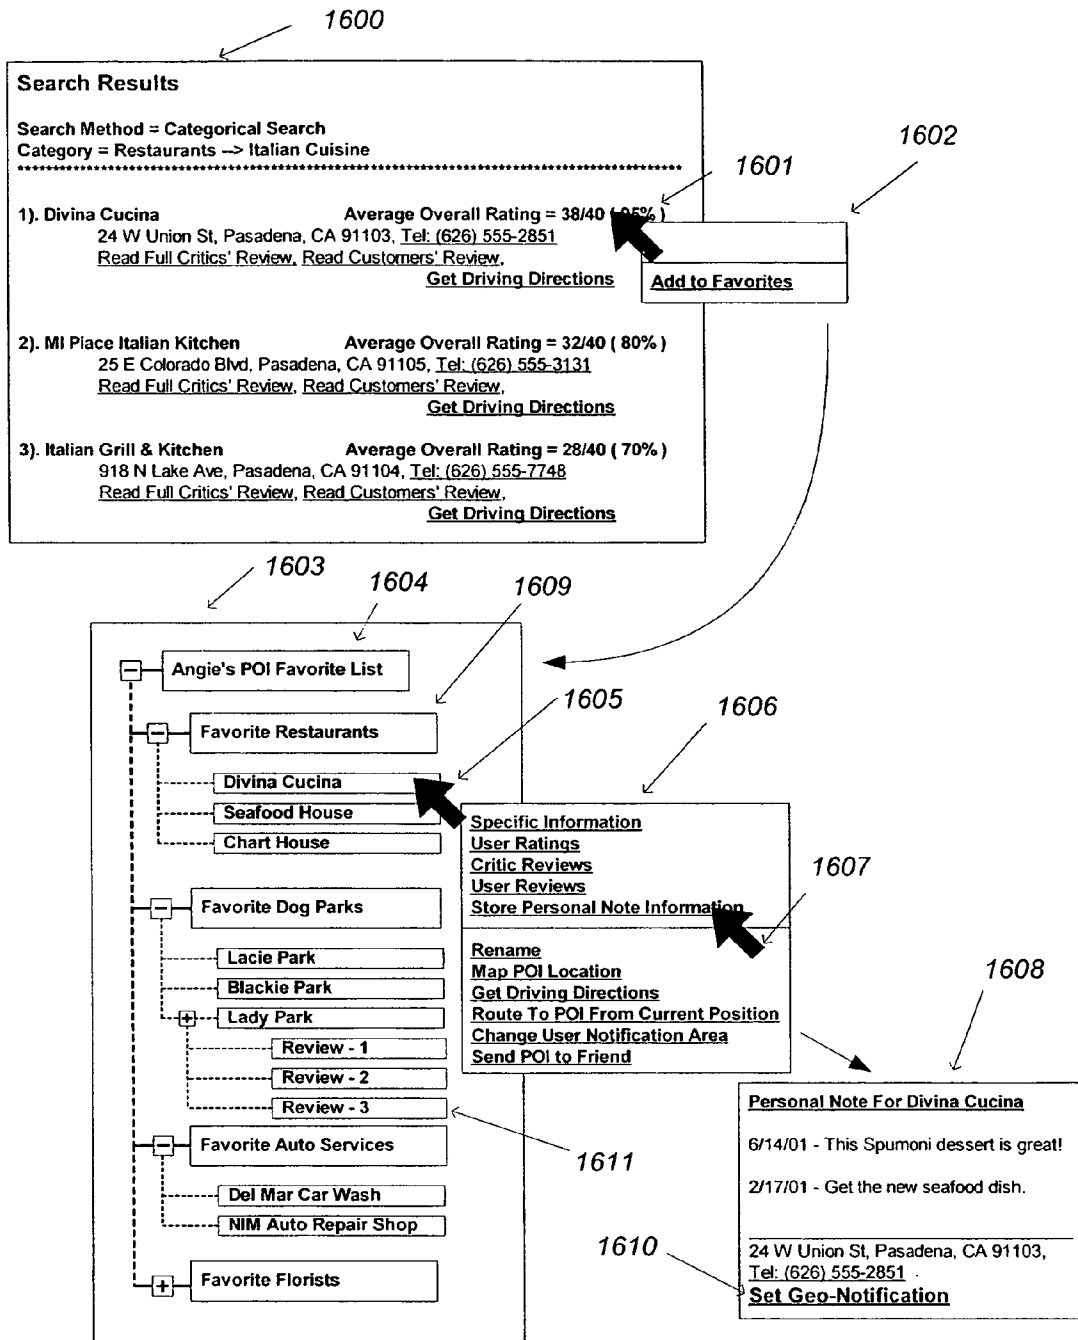 1600
Search Results
Search Method = Categorical Search
Category = Restaurants --> Italian Cuisine
1601
1602
1). Divina Cucina Average Overall Rating = 38/40 ( 95% )
24 W Union St, Pasadena, CA 91103, Tel: (626) 555-2851
Read Full Critics' Review, Read Customers' Review,
Get Driving Directions
Add to Favorites
2). MI Piace Italian Kitchen Average Overall Rating = 32/40 ( 80% )
25 E Colorado Blvd, Pasadena, CA 91105, Tel: (626) 555-3131
Read Full Critics' Review, Read Customers' Review,
Get Driving Directions
3). Italian Grill & Kitchen Average Overall Rating = 28/40 ( 70% )
918 N Lake Ave, Pasadena, CA 91104, Tel: (626) 555-7748
Read Full Critics' Review, Read Customers' Review,
Get Driving Directions
1603
1604
1609
Angie's POI Favorite List
1605
1606
Favorite Restaurants
Divina Cucina
Seafood House
Chart House
Specific Information
User Ratings
Critic Reviews
User Reviews
Store Personal Note Information
1607
Rename
Map POI Location
Get Driving Directions
Route To POI From Current Position
Change User Notification Area
Send POI to Friend
Favorite Dog Parks
Lacie Park
Blackie Park
Lady Park
Review - 1
Review - 2
Review - 3
1611
Favorite Auto Services
Del Mar Car Wash
NIM Auto Repair Shop
Favorite Florists
1608
Personal Note For Divina Cucina
6/14/01 - This Spumoni dessert is great!
2/17/01 - Get the new seafood dish.
24 W Union St, Pasadena, CA 91103,
Tel: (626) 555-2851
1610
Set Geo-Notification